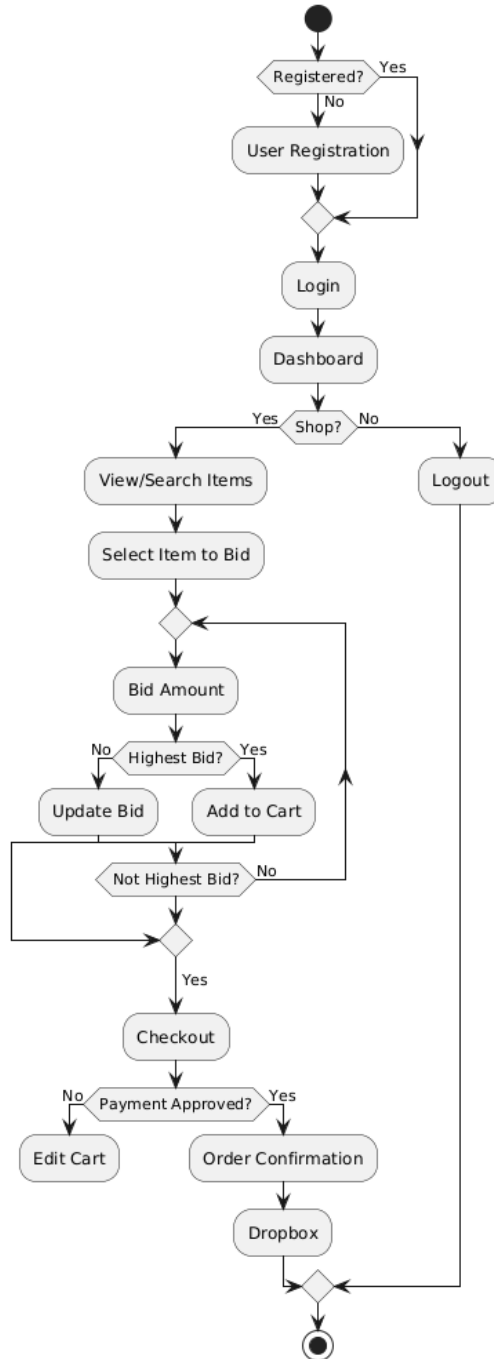 Registered?
Yes
No
User Registration
Login
Dashboard
Yes
Shop?
No
View/Search Items
Logout
Select Item to Bid
Bid Amount
No
Highest Bid?
Yes
Update Bid
Add to Cart
Not Highest Bid?
No
Yes
Checkout
No
Payment Approved?
Yes
Edit Cart
Order Confirmation
Dropbox